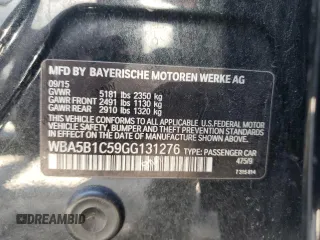 MFD BY BAYERISCHE MOTOREN WERKE AG
09/15
GVWR 5181 lbs 2350 kg
GAWR FRONT 2491 lbs 1130 kg
GAWR REAR 2910 lbs 1320 kg
THIS VEHICLE CONFORMS TO ALL APPLICABLE
U.S. FEDERAL MOTOR VEHICLE
SAFETY, BUMPER AND
THEFT PREVENTION STANDARDS
IN EFFECT ON THE DATE OF
MANUFACTURE SHOWN ABOVE.
WBA5B1C59GG131276
TYPE: PASSENGER CAR
475/9
DREAMBID